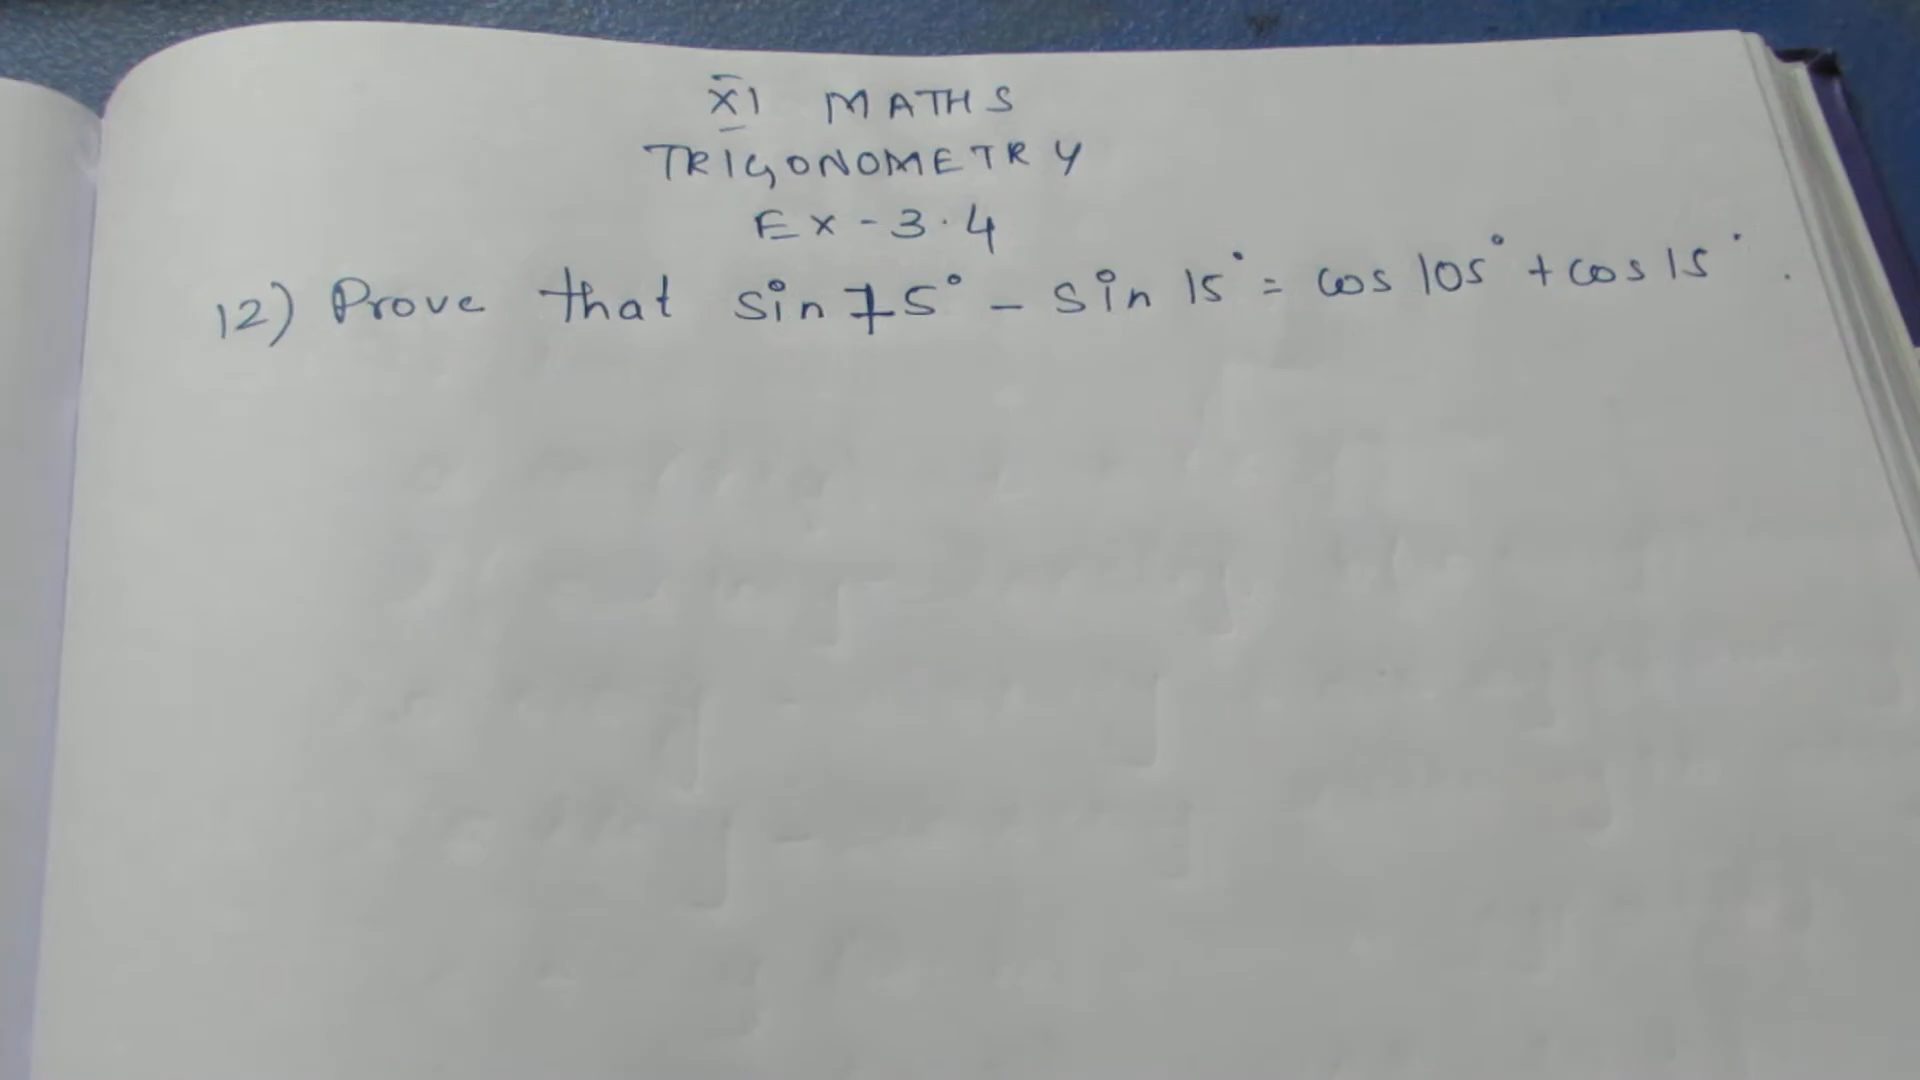 XI MATHS
TRIGONOMETRY
EX-3.4
12) Prove that sin 75° - sin 15° = cos 105° + cos 15°.